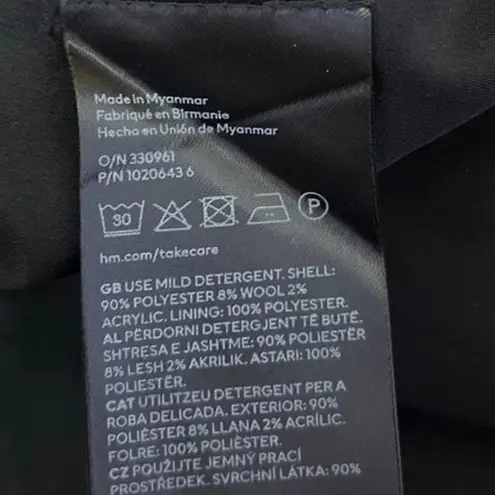 Made in Myanmar
Fabriqué en Birmanie
Hecho en Unión de Myanmar
O/N 330961
P/N 1020643 6
30 P
hm.com/takecare
GB USE MILD DETERGENT. SHELL:
90% POLYESTER 8% WOOL 2%
ACRYLIC. LINING: 100% POLYESTER.
AL PËRDORNI DETERGJENT TË BUTË.
SHTRESA E JASHTME: 90% POLIESTËR
8% LESH 2% AKRILIK. ASTARI: 100%
POLIESTËR.
CAT UTILITZEU DETERGENT PER A
ROBA DELICADA. EXTERIOR: 90%
POLIÈSTER 8% LLANA 2% ACRÍLIC.
FOLRE: 100% POLIÈSTER.
CZ POUŽIJTE JEMNÝ PRACÍ
PROSTŘEDEK. SVRCHNÍ LÁTKA: 90%